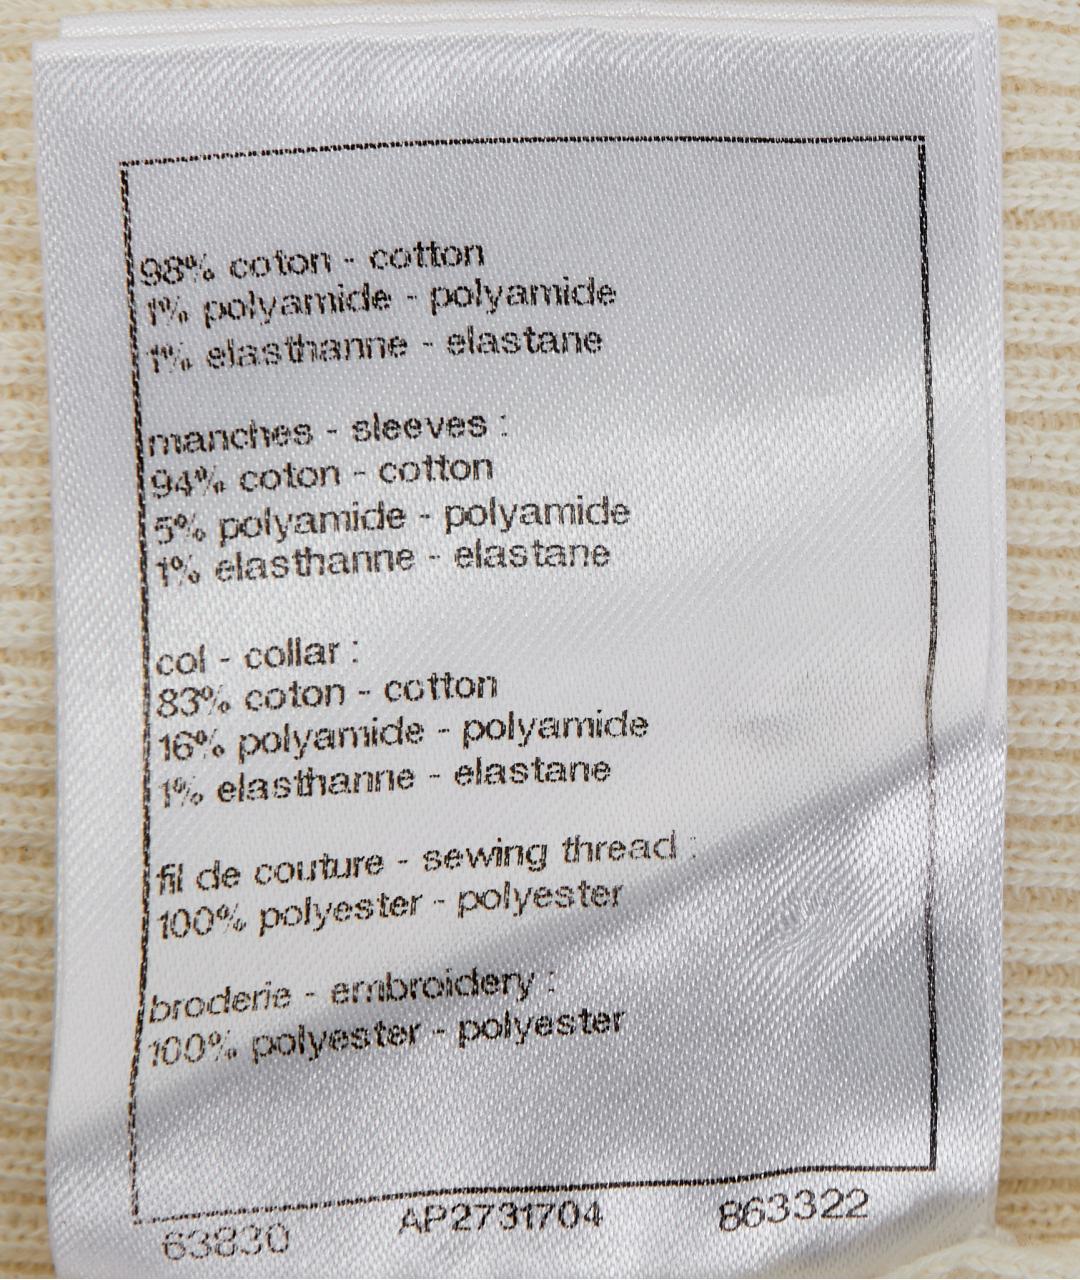 98% coton - cotton
1% polyamide - polyamide
1% elasthanne - elastane
manches - sleeves :
94% coton - cotton
5% polyamide - polyamide
1% elasthanne - elastane
col - collar :
83% coton - cotton
16% polyamide - polyamide
1% elasthanne - elastane
fil de couture - sewing thread :
100% polyester - polyester
broderie - embroidery :
100% polyester - polyester
63830 AP2731704 863322